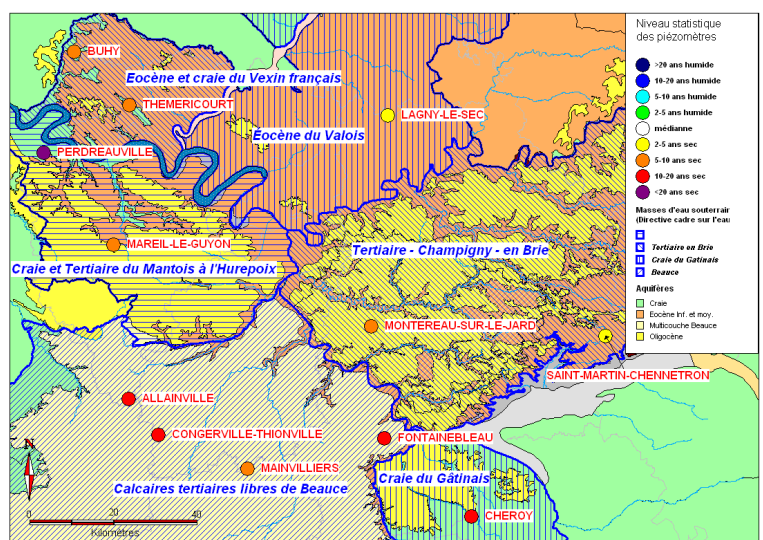 BUHY
Eocène et craie du Vexin français
THEMERICOURT
LAGNY-LE-SEC
Eocène du Valois
PERDREAUVILLE
MAREIL-LE-GUYON
Tertiaire - Champigny - en Brie
Craie et Tertiaire du Mantois à l'Hurepoix
MONTEREAU-SUR-LE-JARD
SAINT-MARTIN-CHENNETRON
ALLAINVILLE
CONGERVILLE-THIONVILLE
FONTAINEBLEAU
MAINVILLIERS
Calcaires tertiaires libres de Beauce
Craie du Gâtinais
CHEROY
N
0 20 40
Kilomètres
Niveau statistique
des piézomètres
>20 ans humide
10-20 ans humide
5-10 ans humide
2-5 ans humide
médianne
2-5 ans sec
5-10 ans sec
10-20 ans sec
<20 ans sec
Masses d'eau souterrair
(Directive cadre sur l'eau
Tertiaire en Brie
Craie du Gatinais
Beauce
Aquifères
Craie
Eocène Inf. et moy.
Multicouche Beauce
Oligocène